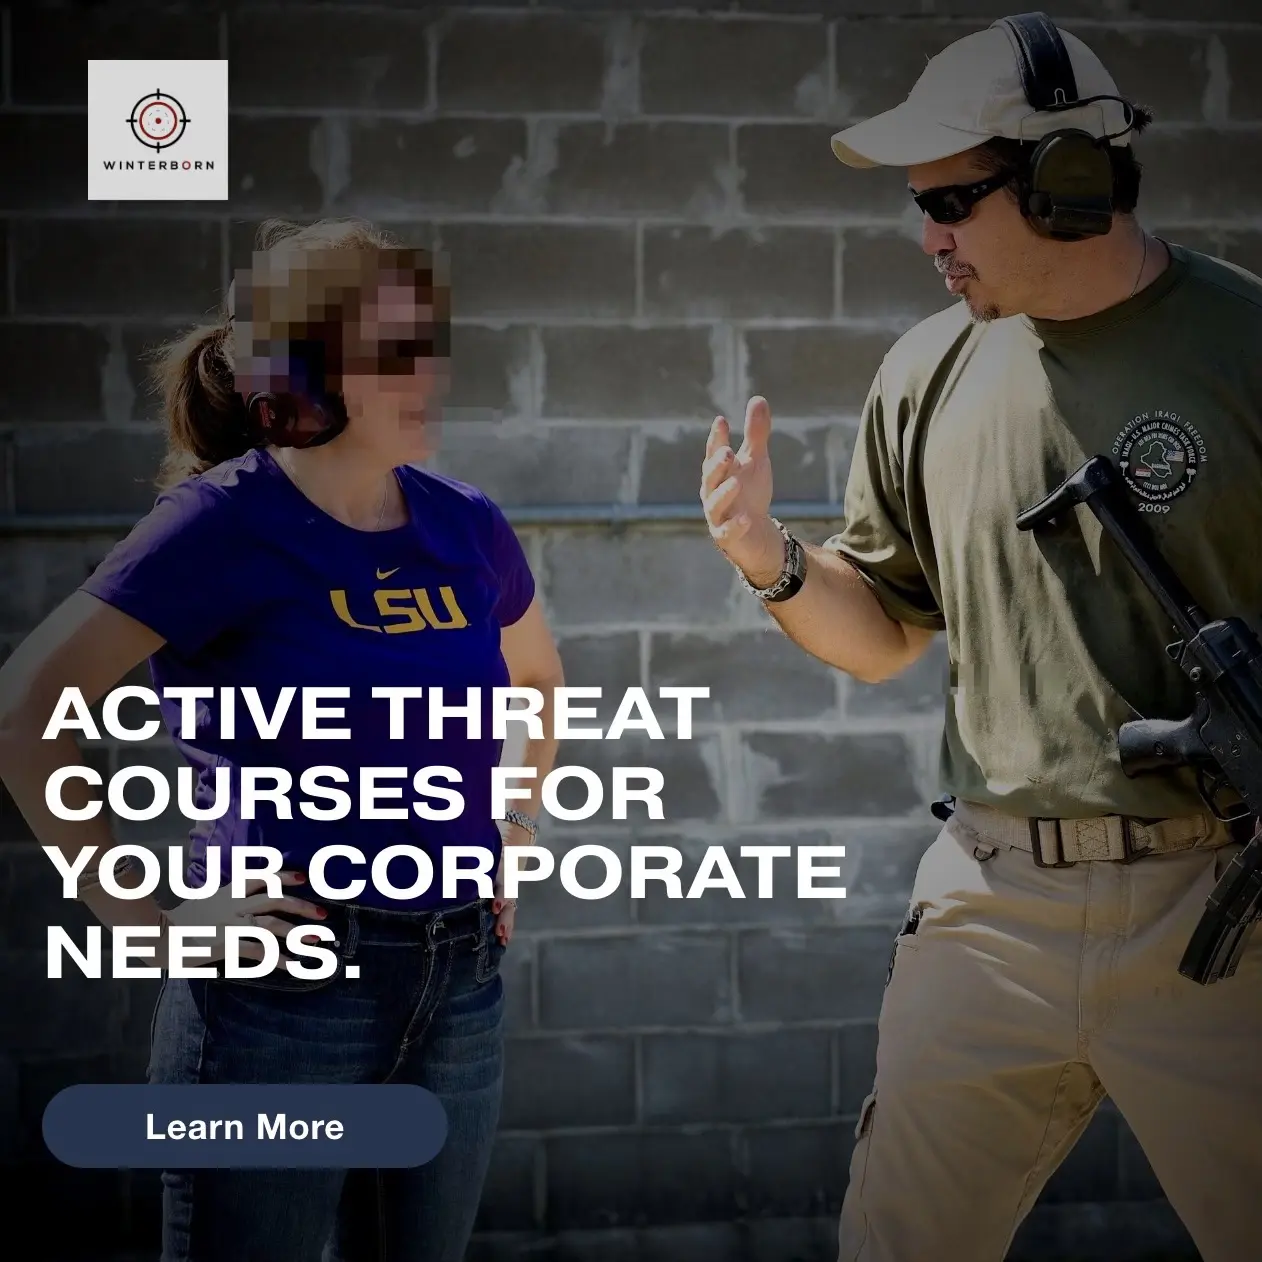 WINTERBORN
OPERATION IRAQI FREEDOM
IRAQI - U.S. MAJOR CRIMES TASK FORCE
2009
LSU
ACTIVE THREAT
COURSES FOR
YOUR CORPORATE
NEEDS.
Learn More